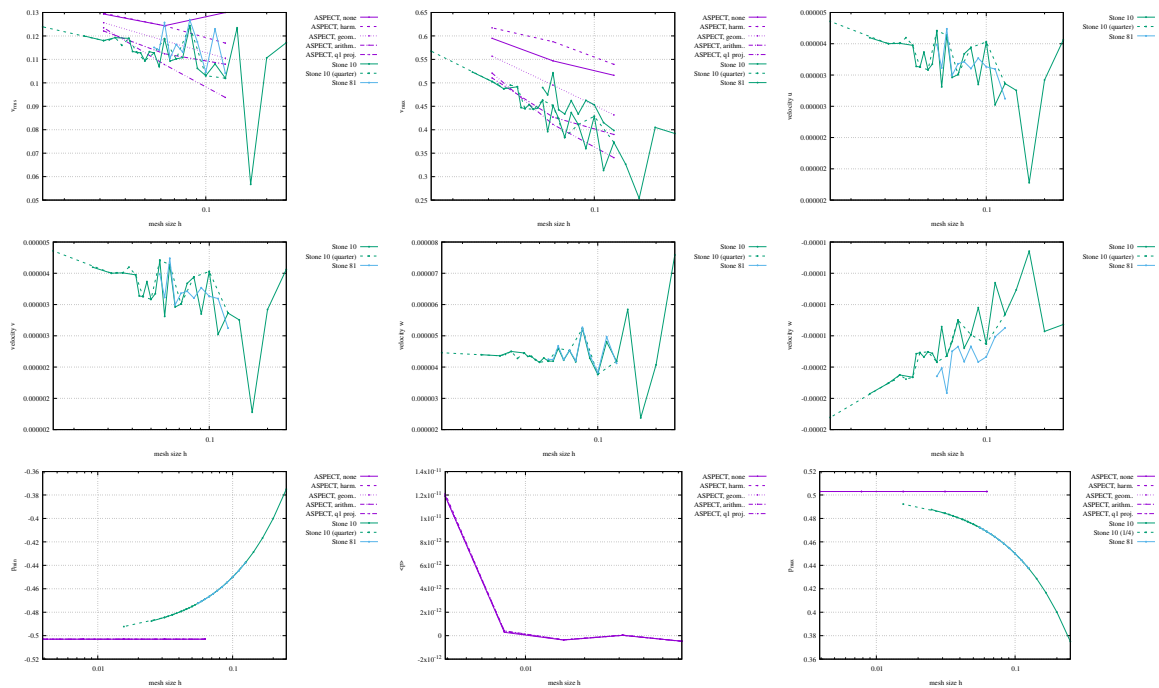 0.13
0.12
0.11
0.1
0.09
0.08
0.07
0.06
0.05
0.1
vmin
mesh size h
ASPECT, none
ASPECT, harm.
ASPECT, geom..
ASPECT, arithm..
ASPECT, q1 proj.
Stone 10
Stone 10 (quarter)
Stone 81
0.65
0.6
0.55
0.5
0.45
0.4
0.35
0.3
0.25
0.1
vmax
mesh size h
ASPECT, none
ASPECT, harm.
ASPECT, geom..
ASPECT, arithm..
ASPECT, q1 proj.
Stone 10
Stone 10 (quarter)
Stone 81
0.000005
0.000004
0.000004
0.000003
0.000003
0.000002
0.000002
0.1
velocity u
mesh size h
Stone 10
Stone 10 (quarter)
Stone 81
0.000005
0.000004
0.000004
0.000003
0.000003
0.000002
0.000002
0.1
velocity v
mesh size h
Stone 10
Stone 10 (quarter)
Stone 81
0.000008
0.000007
0.000006
0.000005
0.000004
0.000003
0.000002
0.1
velocity w
mesh size h
Stone 10
Stone 10 (quarter)
Stone 81
-0.000001
-0.000001
-0.000001
-0.000001
-0.000002
-0.000002
-0.000002
0.1
velocity w
mesh size h
Stone 10
Stone 10 (quarter)
Stone 81
-0.36
-0.38
-0.4
-0.42
-0.44
-0.46
-0.48
-0.5
-0.52
0.01
0.1
pmin
mesh size h
ASPECT, none
ASPECT, harm.
ASPECT, geom..
ASPECT, arithm..
ASPECT, q1 proj.
Stone 10
Stone 10 (quarter)
Stone 81
1.4x10-11
1.2x10-11
1x10-11
8x10-12
6x10-12
4x10-12
2x10-12
0
-2x10-12
0.01
<p>
mesh size h
ASPECT, none
ASPECT, harm.
ASPECT, geom..
ASPECT, arithm..
ASPECT, q1 proj.
0.52
0.5
0.48
0.46
0.44
0.42
0.4
0.38
0.36
0.01
0.1
pmax
mesh size h
ASPECT, none
ASPECT, harm.
ASPECT, geom..
ASPECT, arithm..
ASPECT, q1 proj.
Stone 10
Stone 10 (1/4)
Stone 81